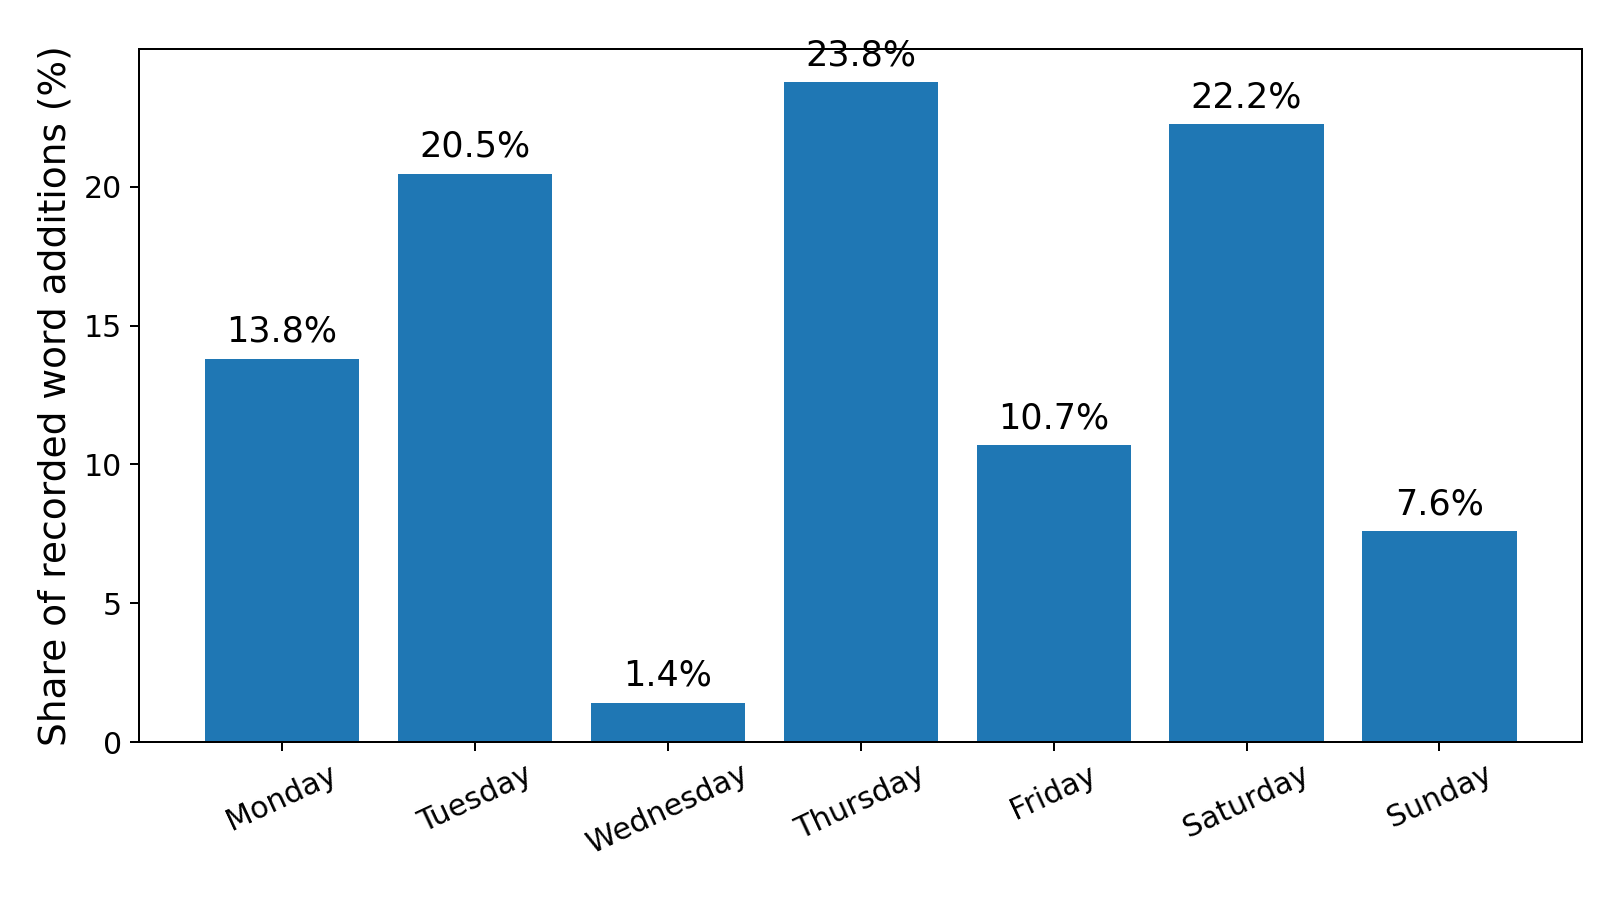 Share of recorded word additions (%)
20
15
10
5
0
13.8%
20.5%
1.4%
23.8%
10.7%
22.2%
7.6%
Monday
Tuesday
Wednesday
Thursday
Friday
Saturday
Sunday